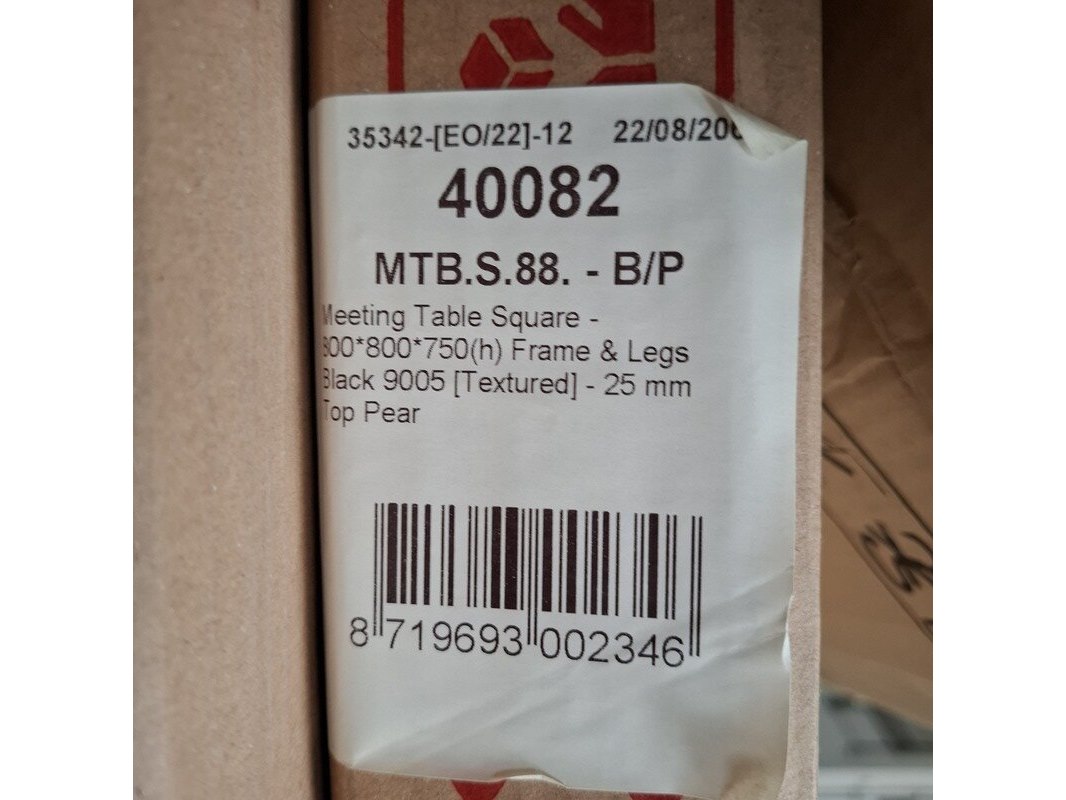 35342-[EO/22]-12 22/08/20
40082
MTB.S.88. - B/P
Meeting Table Square -
800*800*750(h) Frame & Legs
Black 9005 [Textured] - 25 mm
Top Pear
8 719693 002346